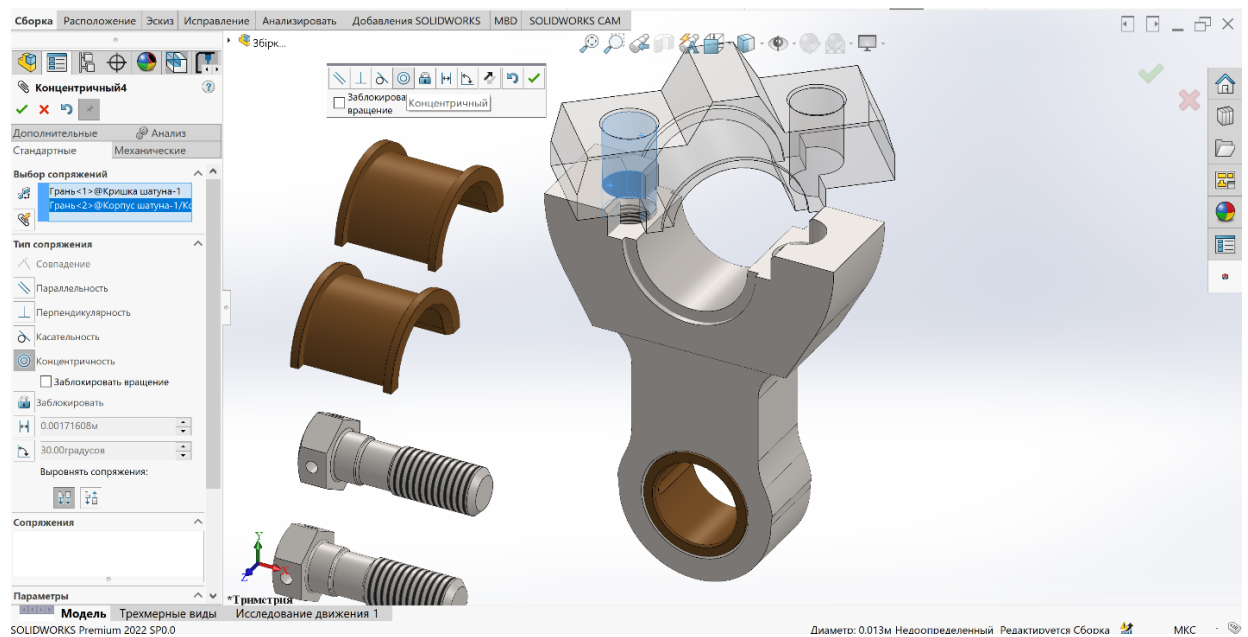 Сборка Расположение Эскиз Исправление Анализировать Добавления SOLIDWORKS MBD SOLIDWORKS CAM
Збірк...
Концентричный4
Дополнительные Анализ
Стандартные Механические
Выбор сопряжений
Грань<1>@Кришка шатуна-1
Грань<2>@Корпус шатуна-1/Ко
Тип сопряжения
Совпадение
Параллельность
Перпендикулярность
Касательность
Концентричность
Заблокировать вращение
Заблокировать
0.00171608м
30.00градусов
Выровнять сопряжения:
Сопряжения
Параметры
Заблокирова
вращение
Концентричный
Y
X
Z
*Триметрия
Модель Трехмерные виды Исследование движения 1
SOLIDWORKS Premium 2022 SP0.0
Диаметр: 0.013м Недоопределенный Редактируется Сборка МКС